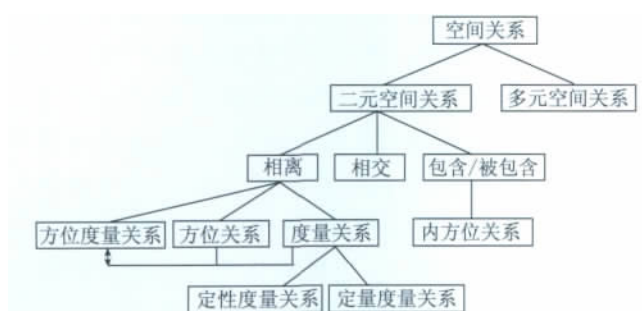 空间关系
二元空间关系
多元空间关系
相离
相交
包含/被包含
方位度量关系
方位关系
度量关系
内方位关系
定性度量关系
定量度量关系